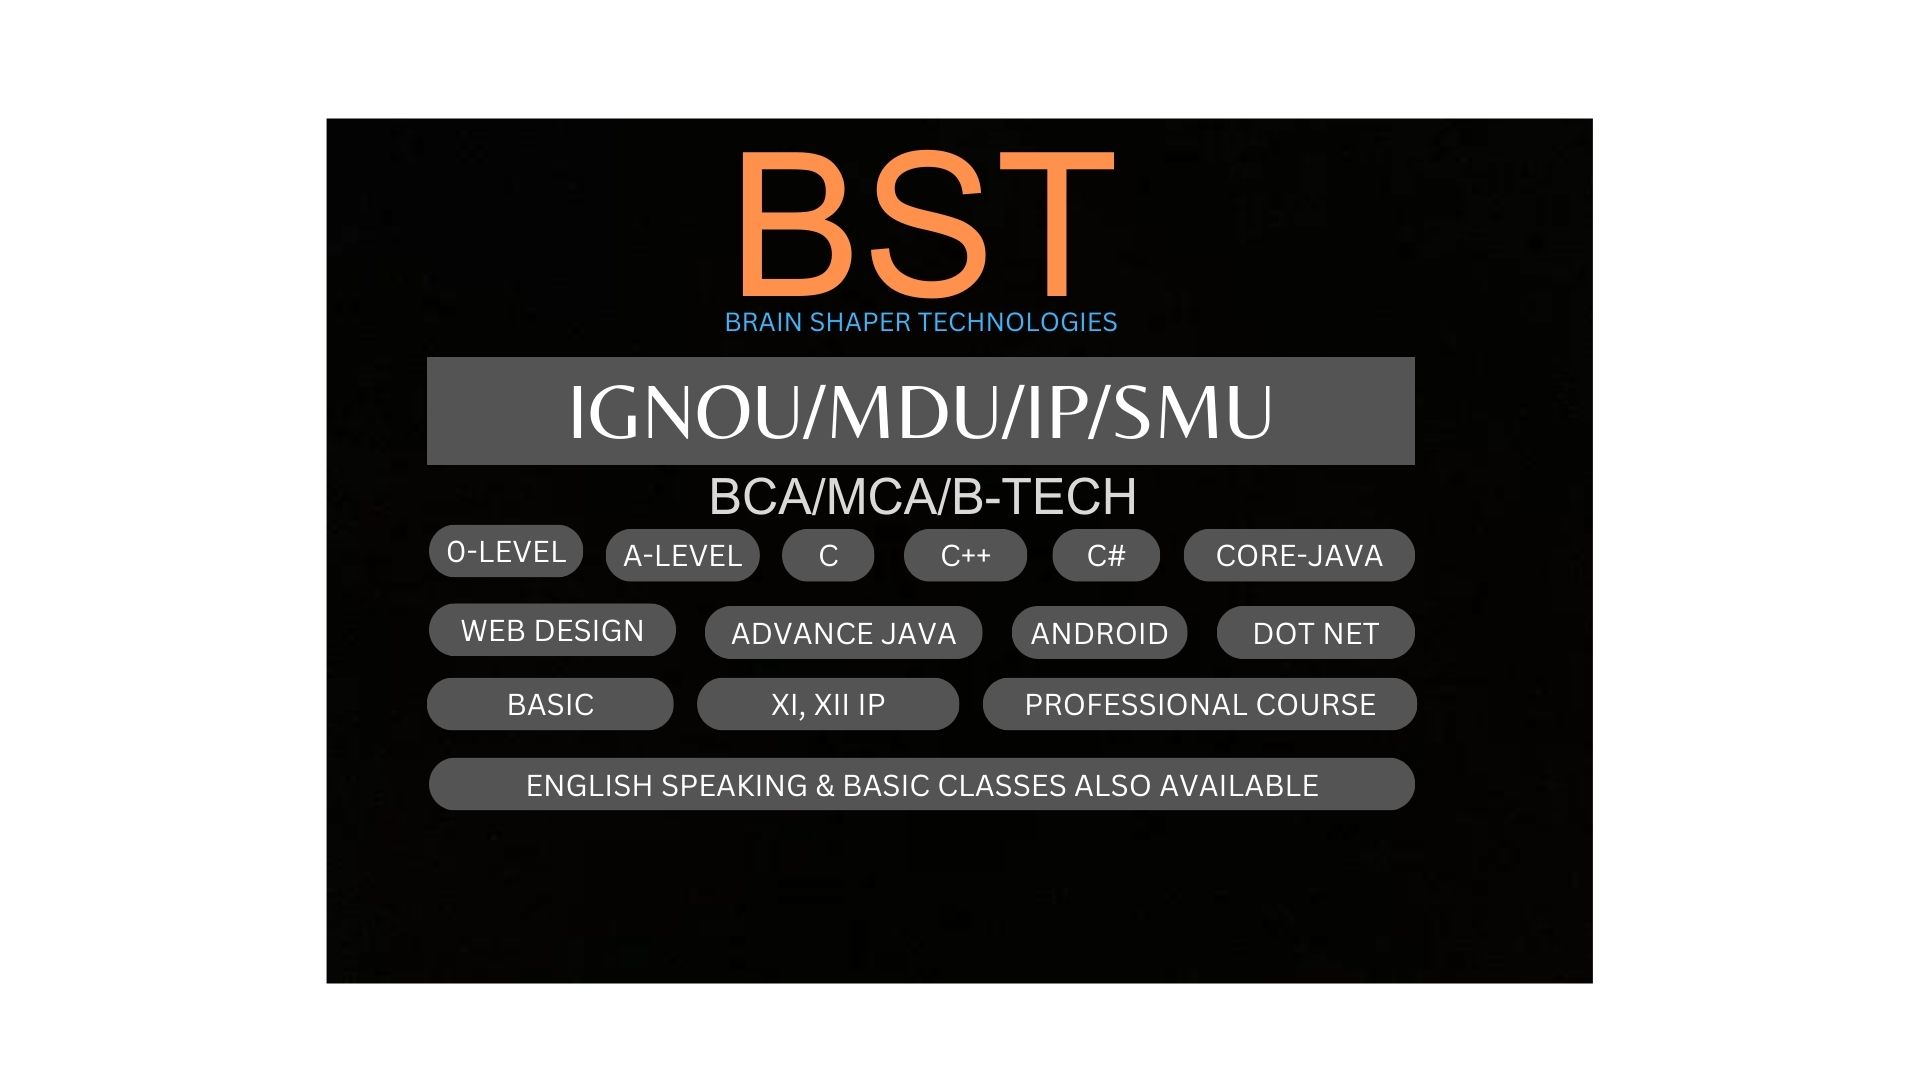 BST
BRAIN SHAPER TECHNOLOGIES
IGNOU/MDU/IP/SMU
BCA/MCA/B-TECH
O-LEVEL A-LEVEL C C++ C# CORE-JAVA
WEB DESIGN ADVANCE JAVA ANDROID DOT NET
BASIC XI, XII IP PROFESSIONAL COURSE
ENGLISH SPEAKING & BASIC CLASSES ALSO AVAILABLE